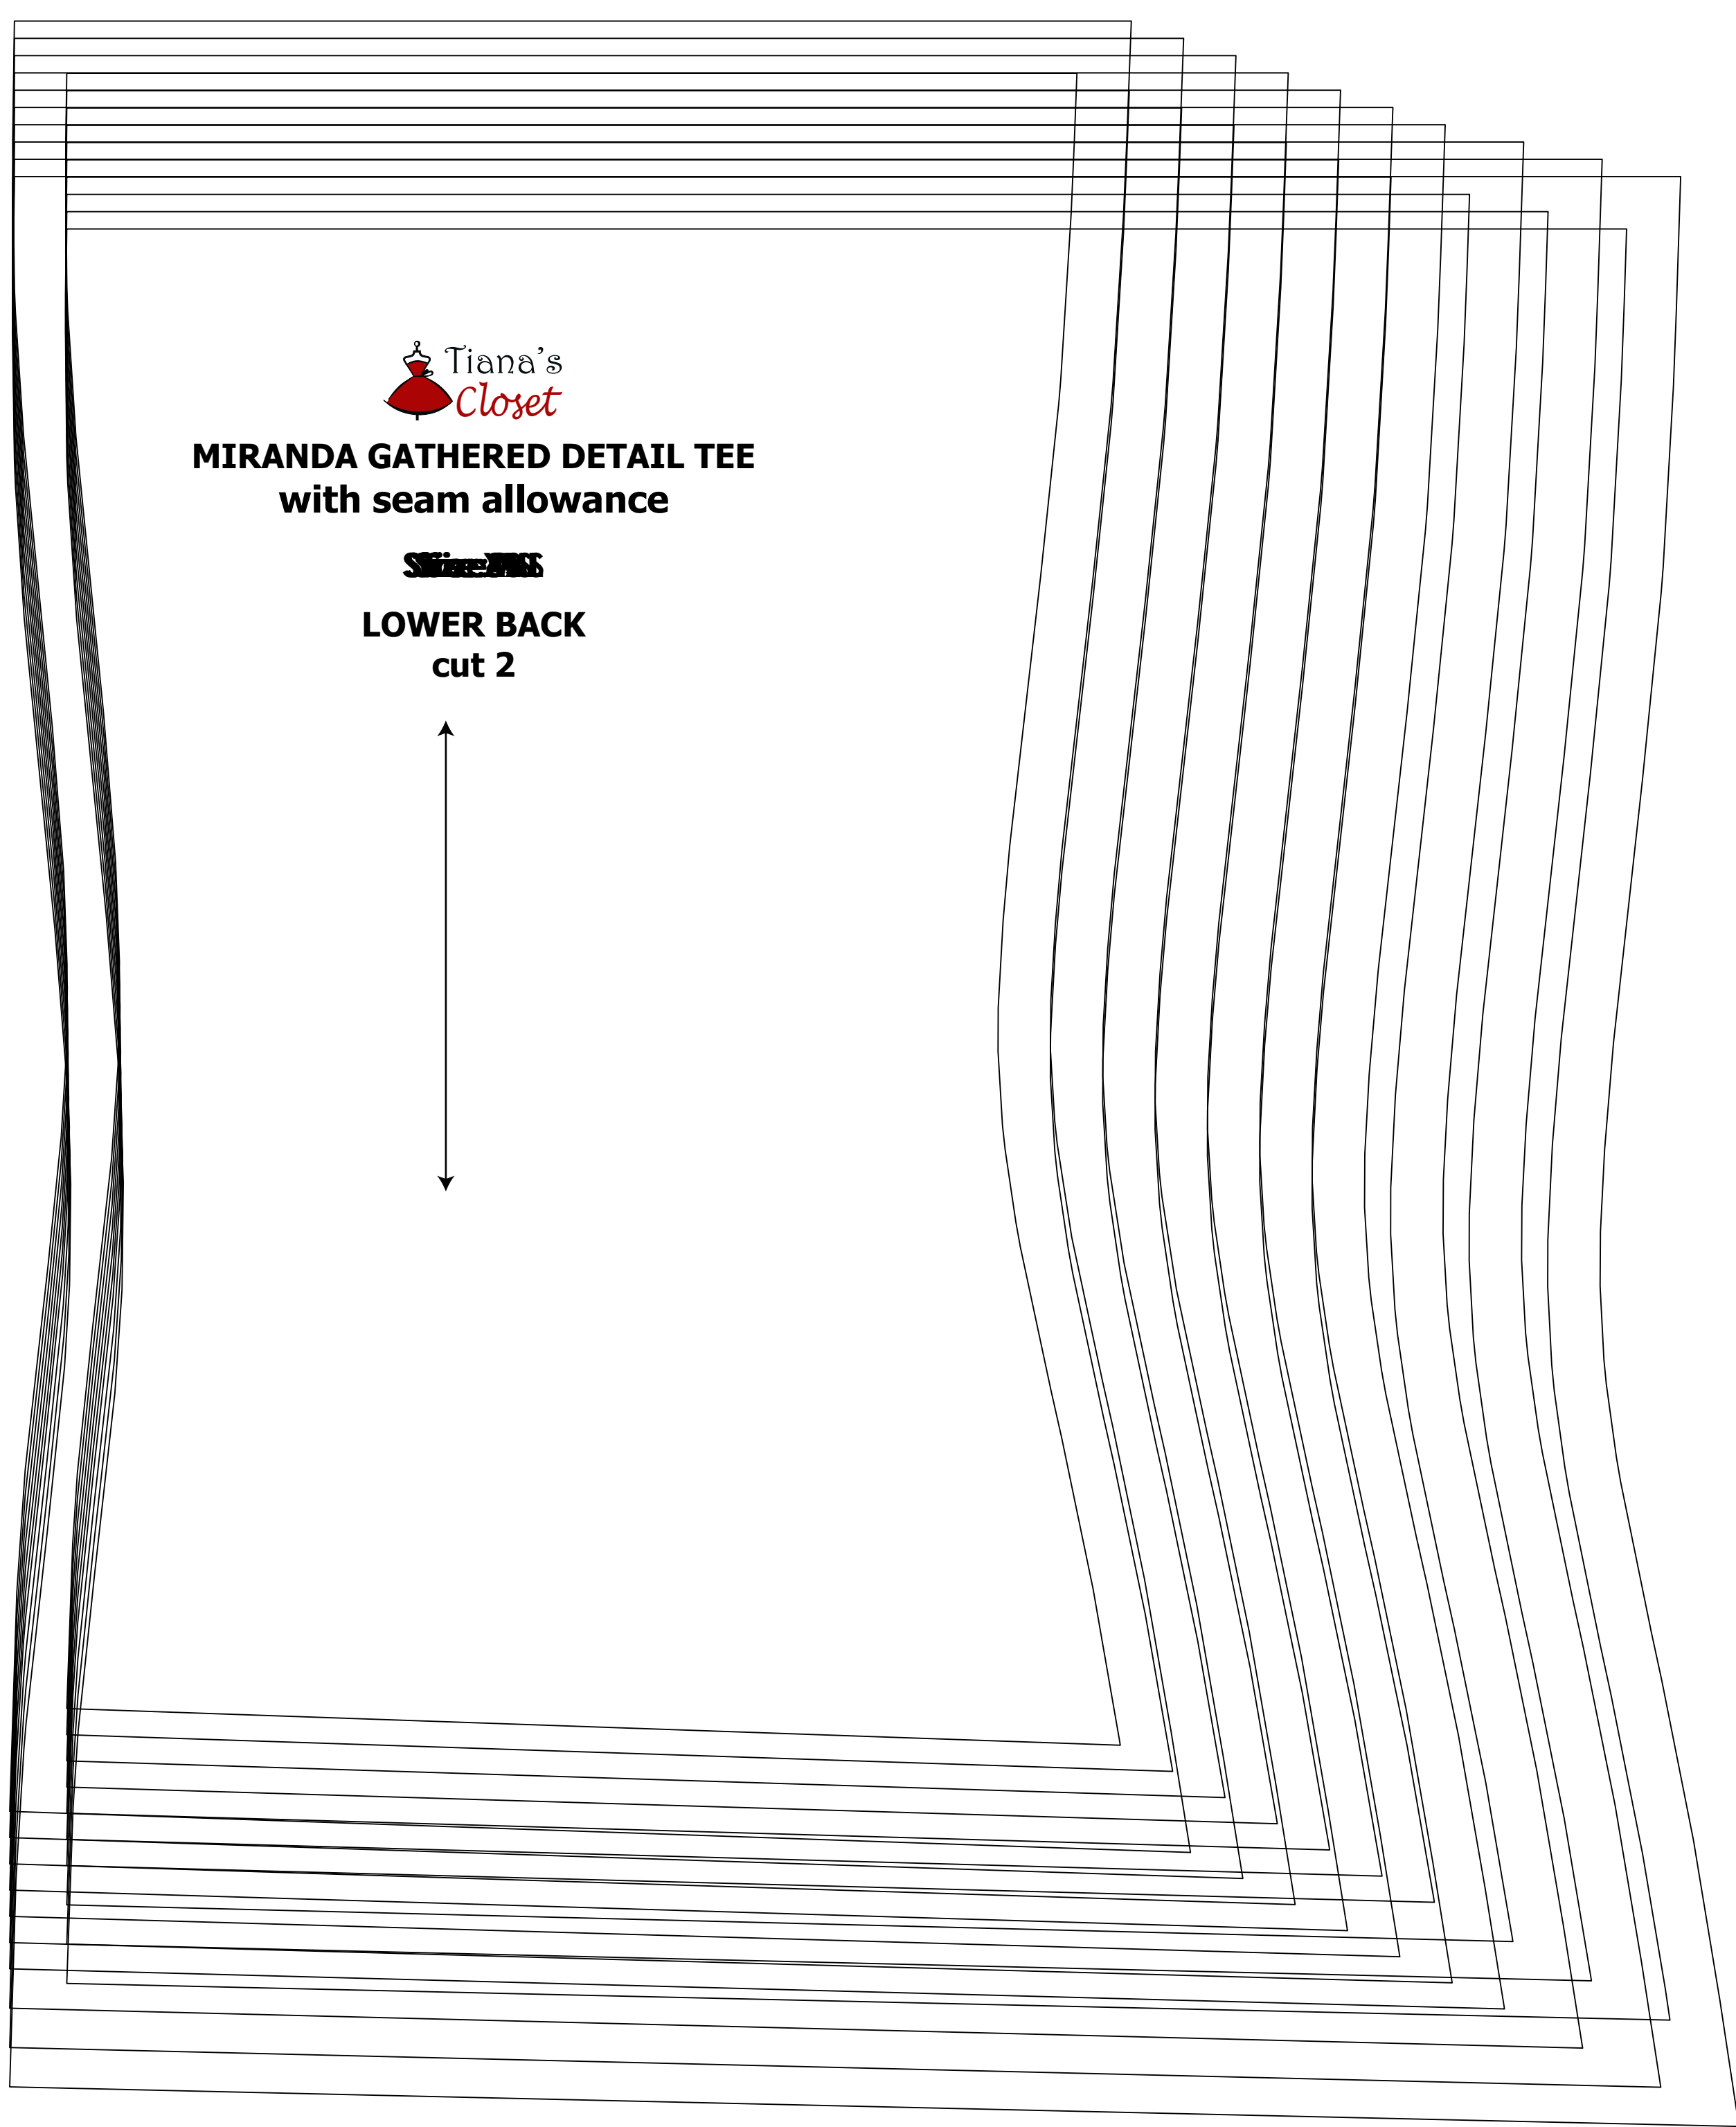 Tiana's
Closet
MIRANDA GATHERED DETAIL TEE
with seam allowance
LOWER BACK
cut 2